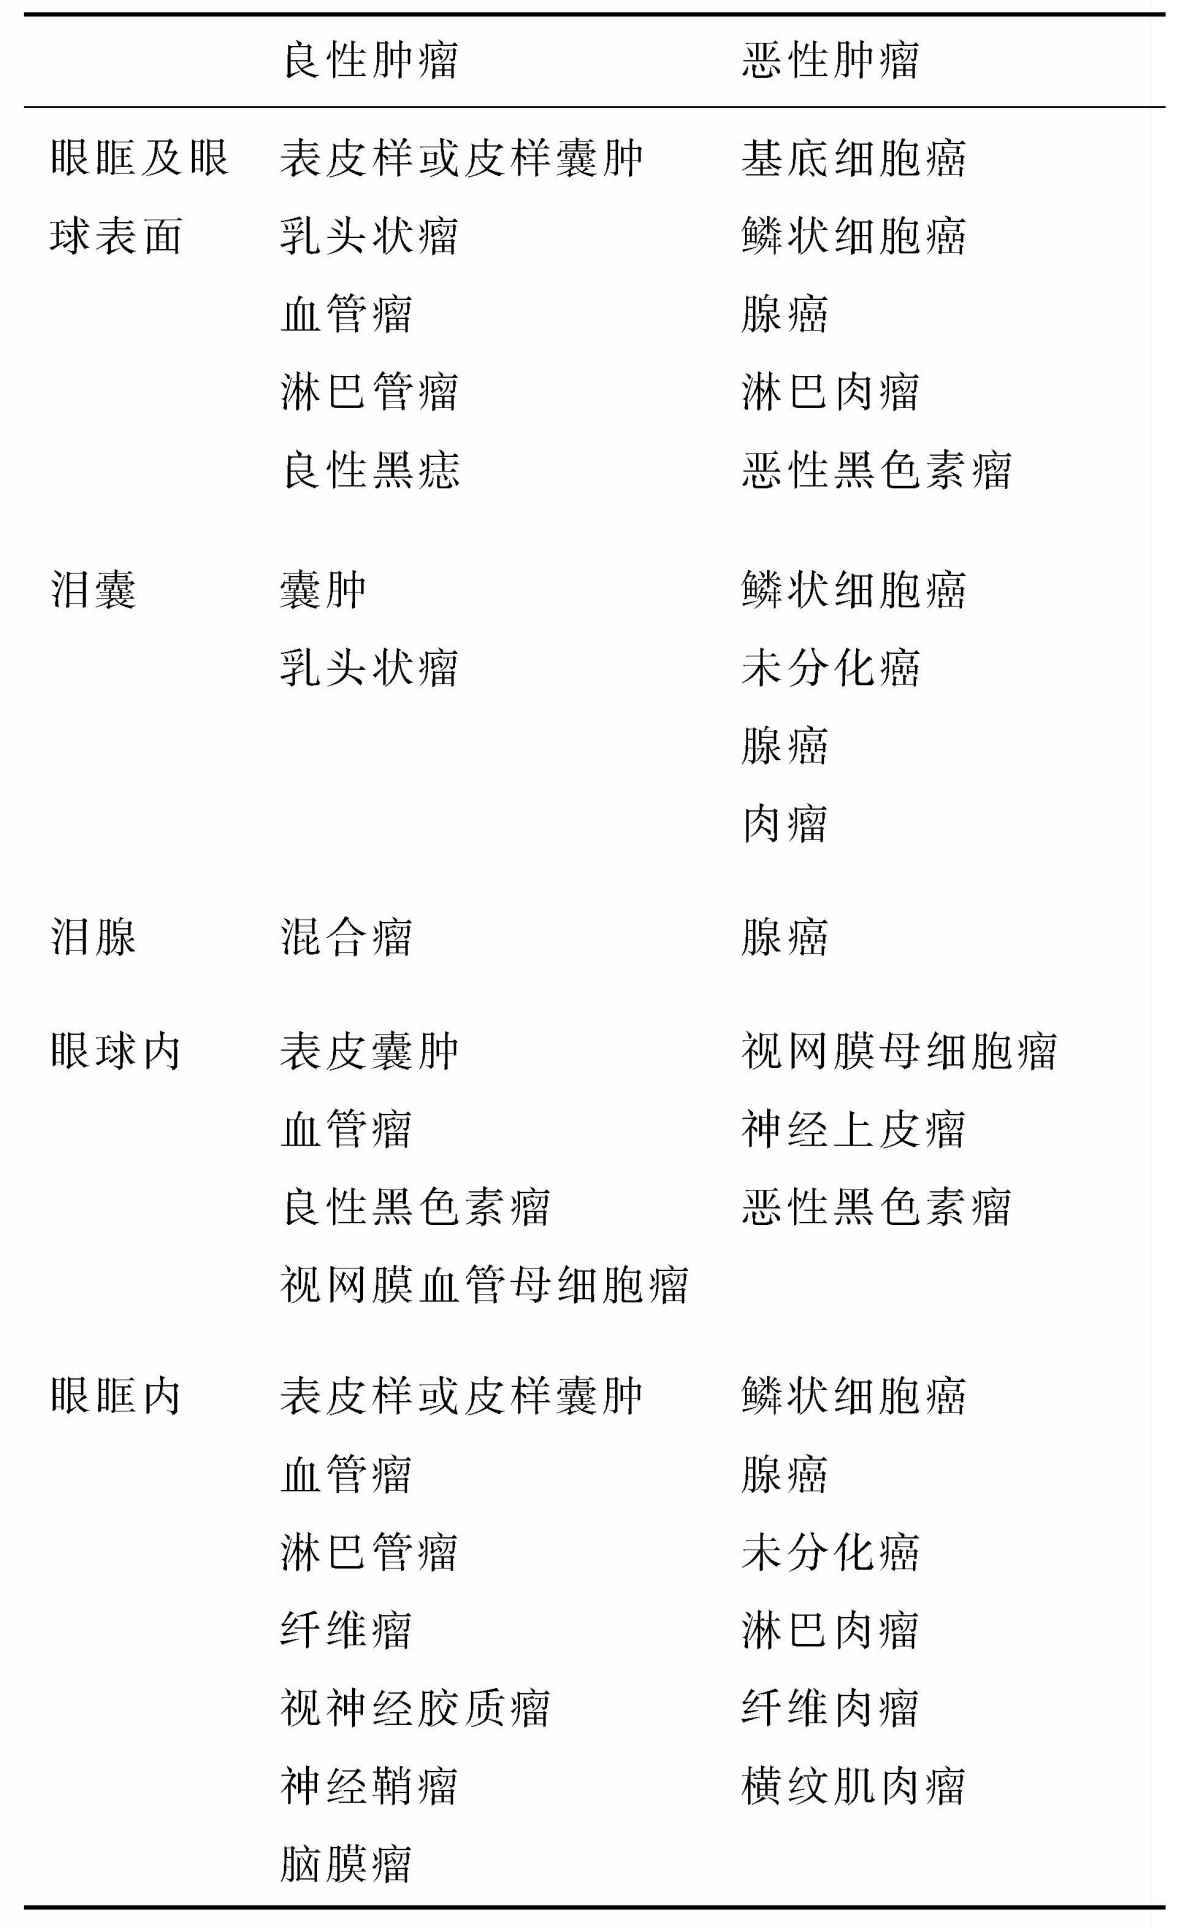 良性肿瘤 恶性肿瘤
眼眶及眼 表皮样或皮样囊肿 基底细胞癌
球表面 乳头状瘤 鳞状细胞癌
血管瘤 腺癌
淋巴管瘤 淋巴肉瘤
良性黑痣 恶性黑色素瘤
泪囊 囊肿 鳞状细胞癌
乳头状瘤 未分化癌
腺癌
肉瘤
泪腺 混合瘤 腺癌
眼球内 表皮囊肿 视网膜母细胞瘤
血管瘤 神经上皮瘤
良性黑色素瘤 恶性黑色素瘤
视网膜血管母细胞瘤
眼眶内 表皮样或皮样囊肿 鳞状细胞癌
血管瘤 腺癌
淋巴管瘤 未分化癌
纤维瘤 淋巴肉瘤
视神经胶质瘤 纤维肉瘤
神经鞘瘤 横纹肌肉瘤
脑膜瘤